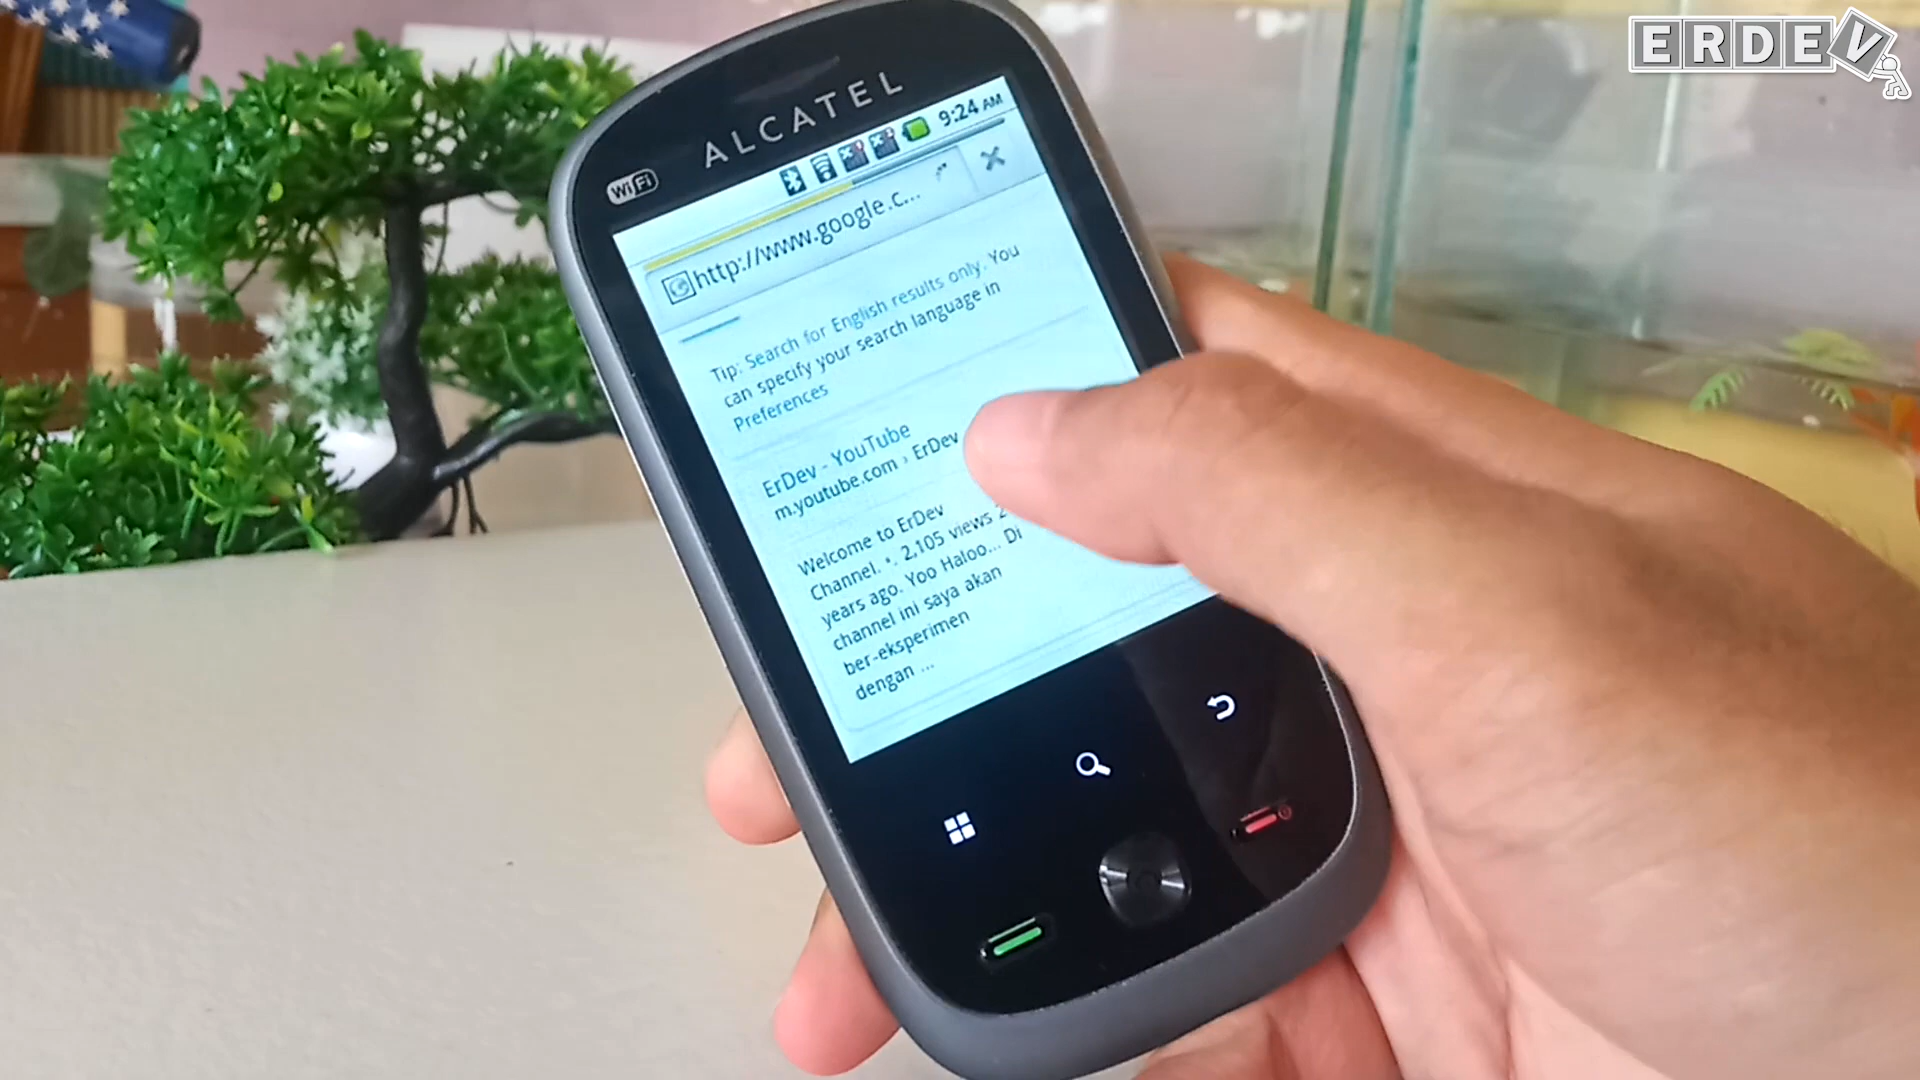 ERDEV
ALCATEL
WiFi
9:24 AM
http://www.google.c...
Tip: Search for English results only. You
can specify your search language in
Preferences
ErDev - YouTube
m.youtube.com › ErDev
Welcome to ErDev
Channel. •. 2,105 views 2
years ago. Yoo Haloo... Di
channel ini saya akan
ber-eksperimen
dengan ...